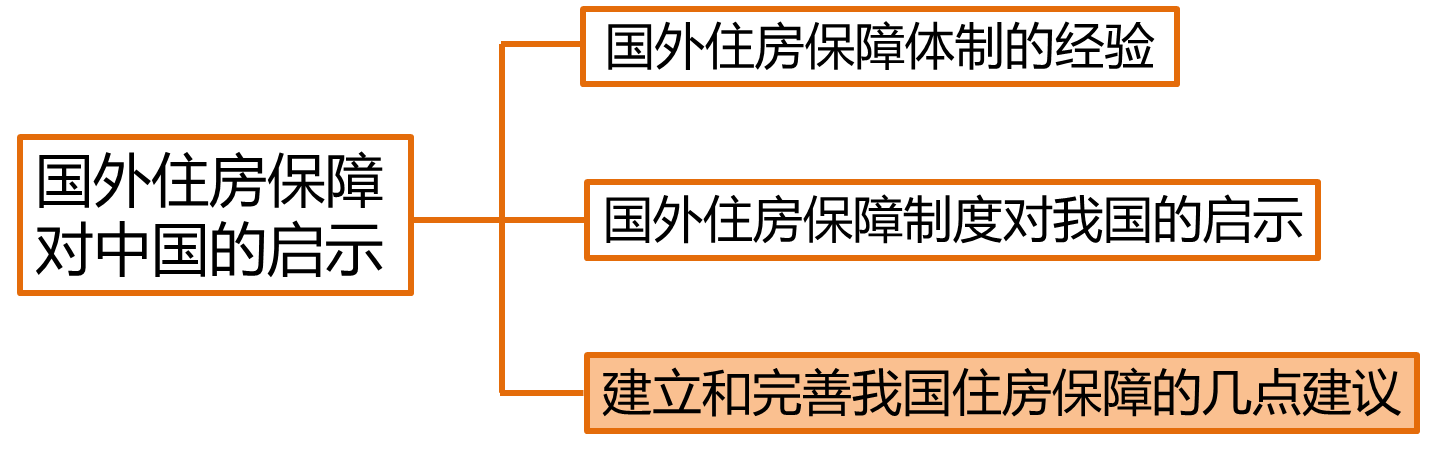 国外住房保障体制的经验
国外住房保障
对中国的启示
国外住房保障制度对我国的启示
建立和完善我国住房保障的几点建议